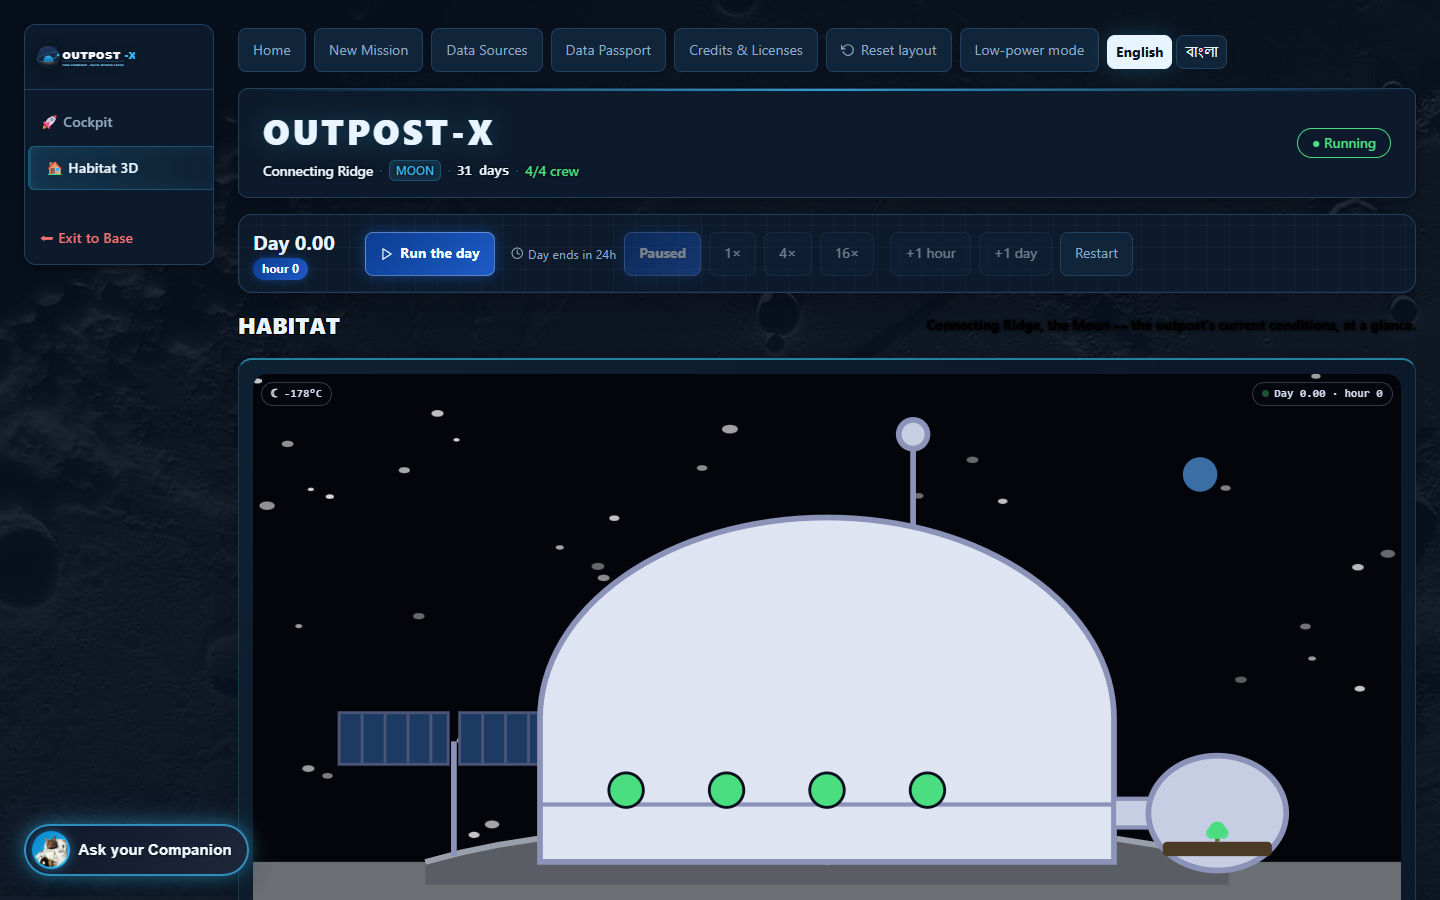 OUTPOST -X
Home
New Mission
Data Sources
Data Passport
Credits & Licenses
Reset layout
Low-power mode
English
বাংলা
Cockpit
Habitat 3D
Exit to Base
OUTPOST-X
Connecting Ridge · MOON · 31 days · 4/4 crew
Running
Day 0.00
hour 0
Run the day
Day ends in 24h
Paused
1×
4×
16×
+1 hour
+1 day
Restart
HABITAT
Connecting Ridge, the Moon — the outpost's current conditions, at a glance.
-178°C
Day 0.00 · hour 0
Ask your Companion